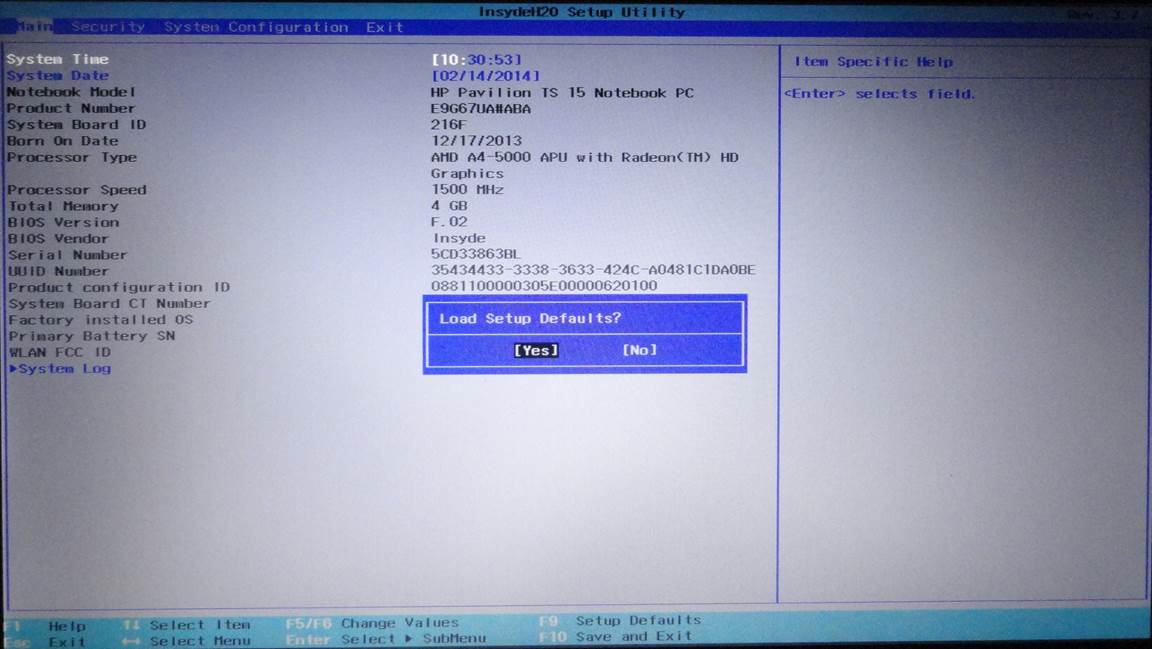 InsydeH20 Setup Utility
Main Security System Configuration Exit
System Time [10:30:53]
System Date [02/14/2014]
Notebook Model HP Pavilion TS 15 Notebook PC
Product Number E9G67UA#ABA
System Board ID 216F
Born On Date 12/17/2013
Processor Type AMD A4-5000 APU with Radeon(TM) HD
Graphics
Processor Speed 1500 MHz
Total Memory 4 GB
BIOS Version F.02
BIOS Vendor Insyde
Serial Number 5CD33863BL
UUID Number 35434433-3338-3633-424C-A0481C1DA0BE
Product configuration ID 0881100000305E00000620100
System Board CT Number
Factory installed OS
Primary Battery SN
WLAN FCC ID
▶System Log
Item Specific Help
<Enter> selects field.
Load Setup Defaults?
[Yes] [No]
F1 Help ↑↓ Select Item F5/F6 Change Values F9 Setup Defaults
Esc Exit ↔ Select Menu Enter Select ▶ SubMenu F10 Save and Exit